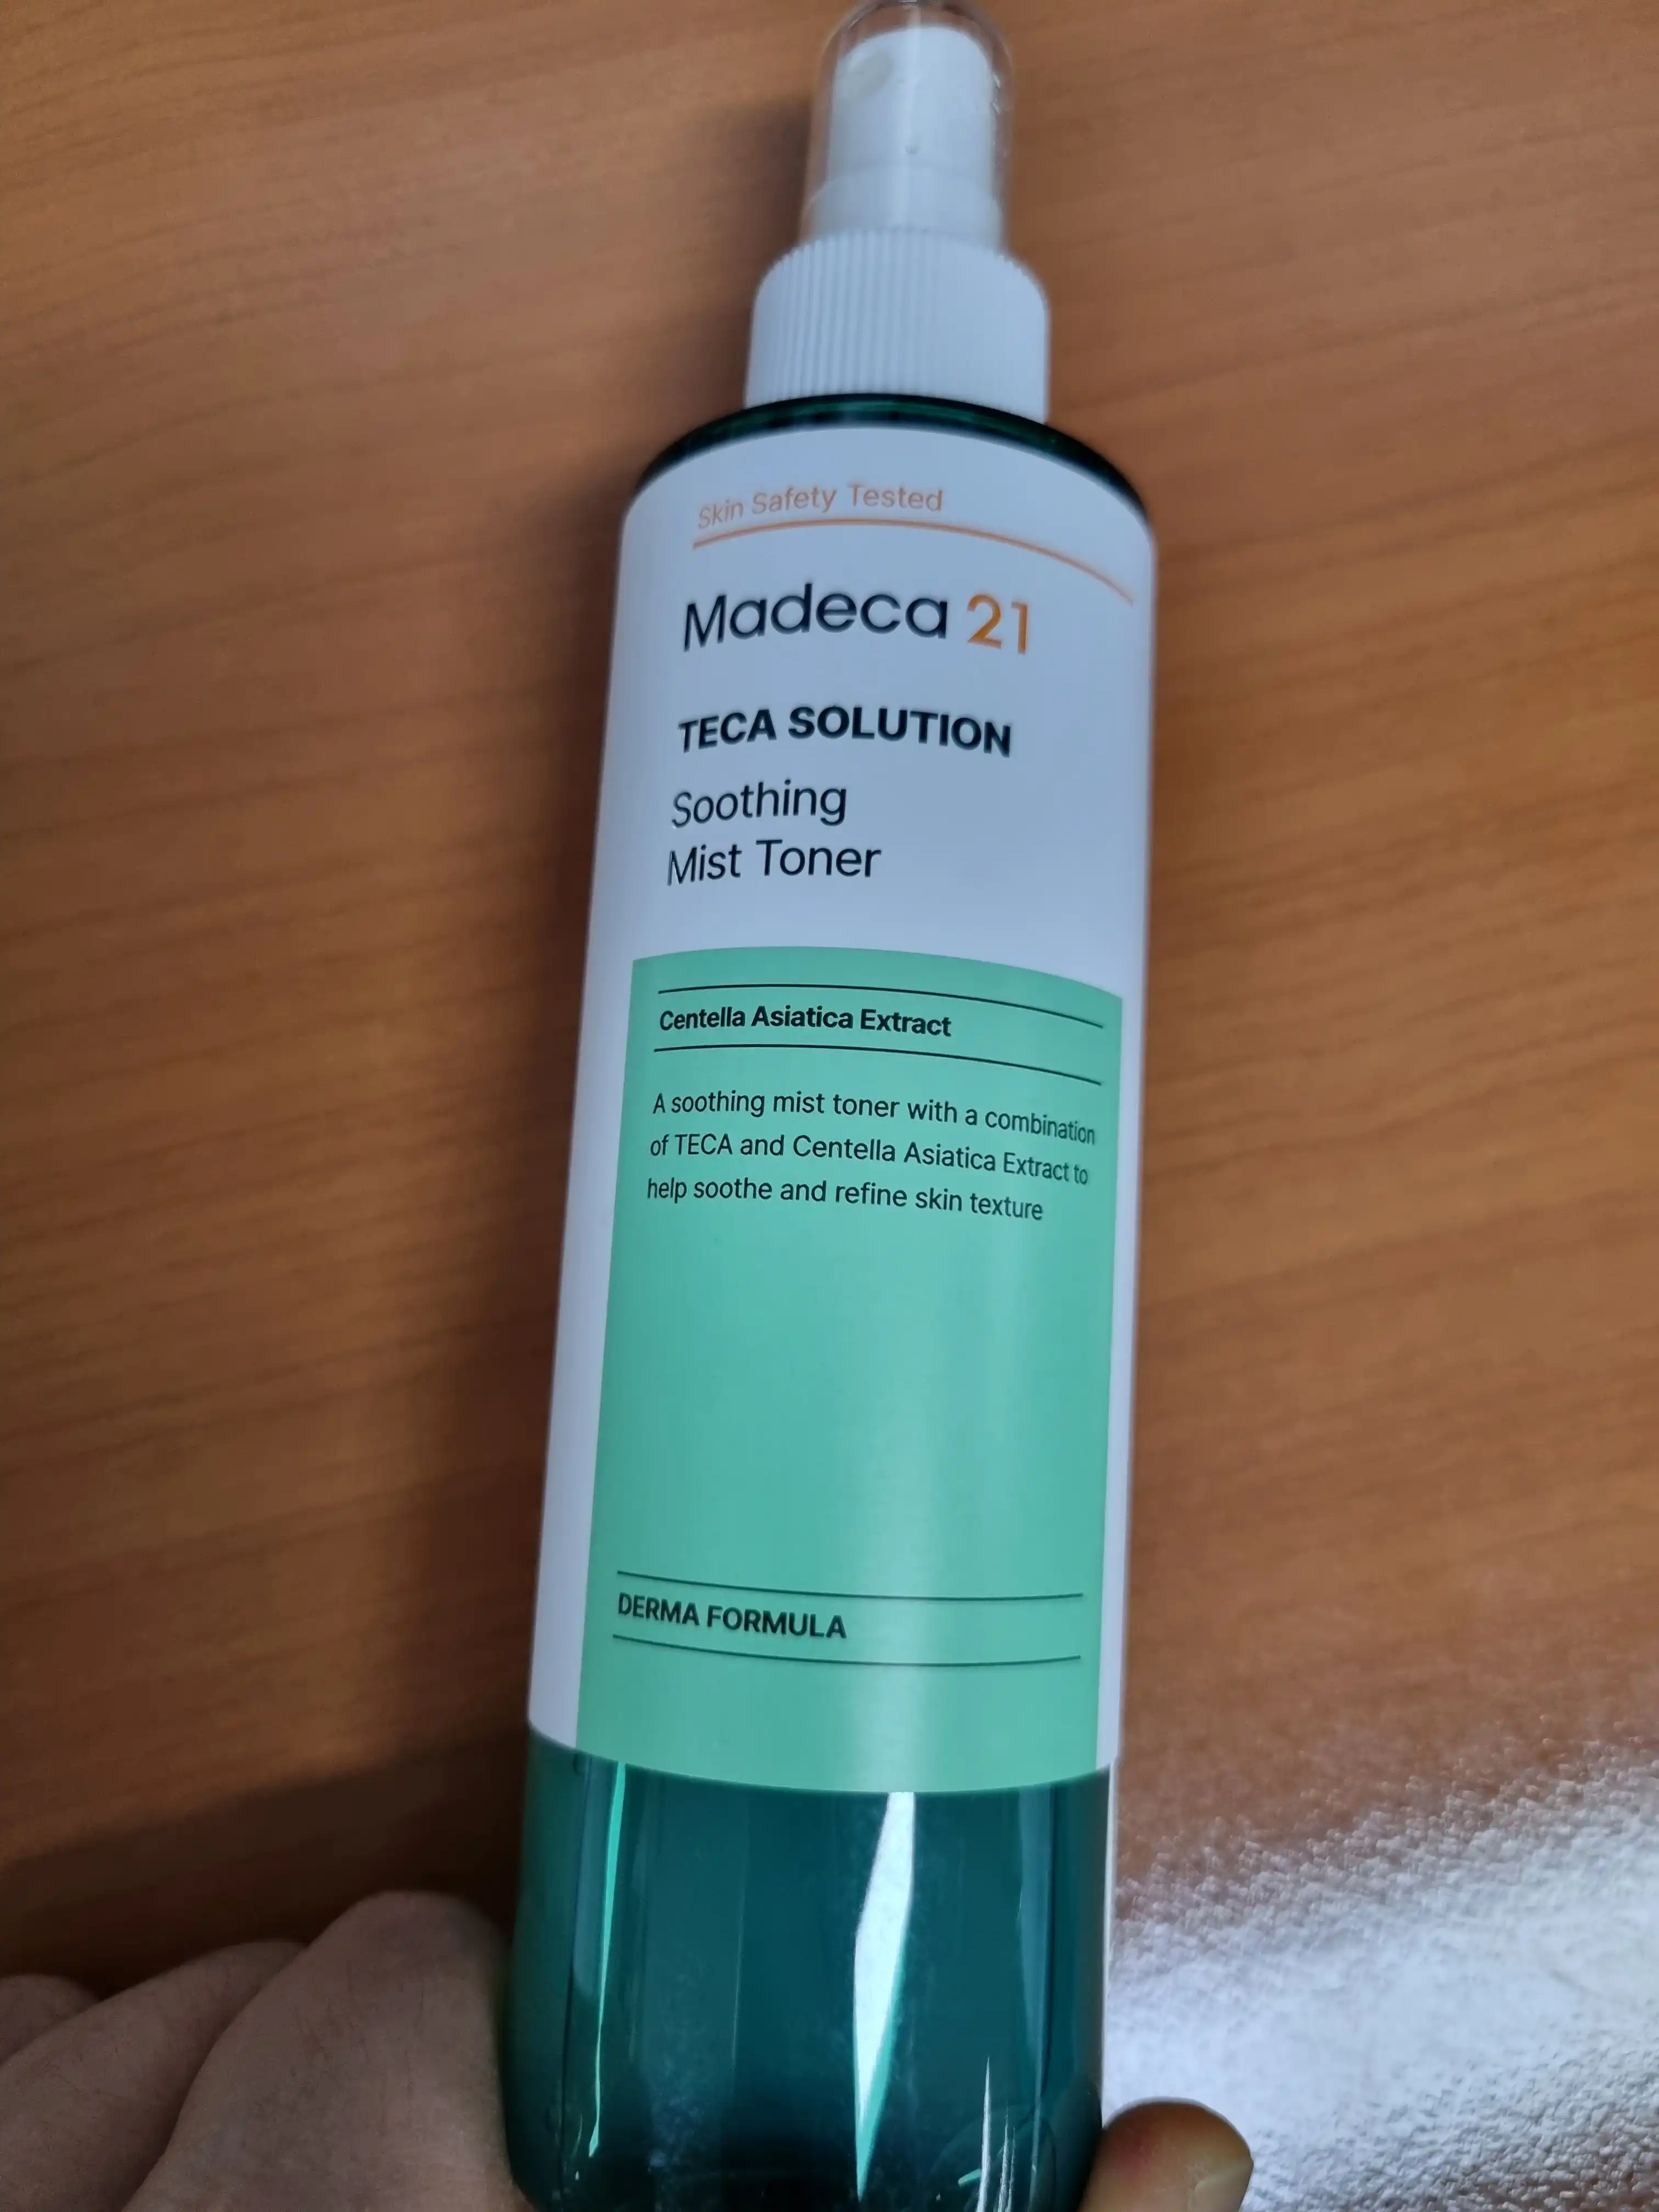 Skin Safety Tested
Madeca 21
TECA SOLUTION
Soothing
Mist Toner
Centella Asiatica Extract
A soothing mist toner with a combination
of TECA and Centella Asiatica Extract to
help soothe and refine skin texture
DERMA FORMULA